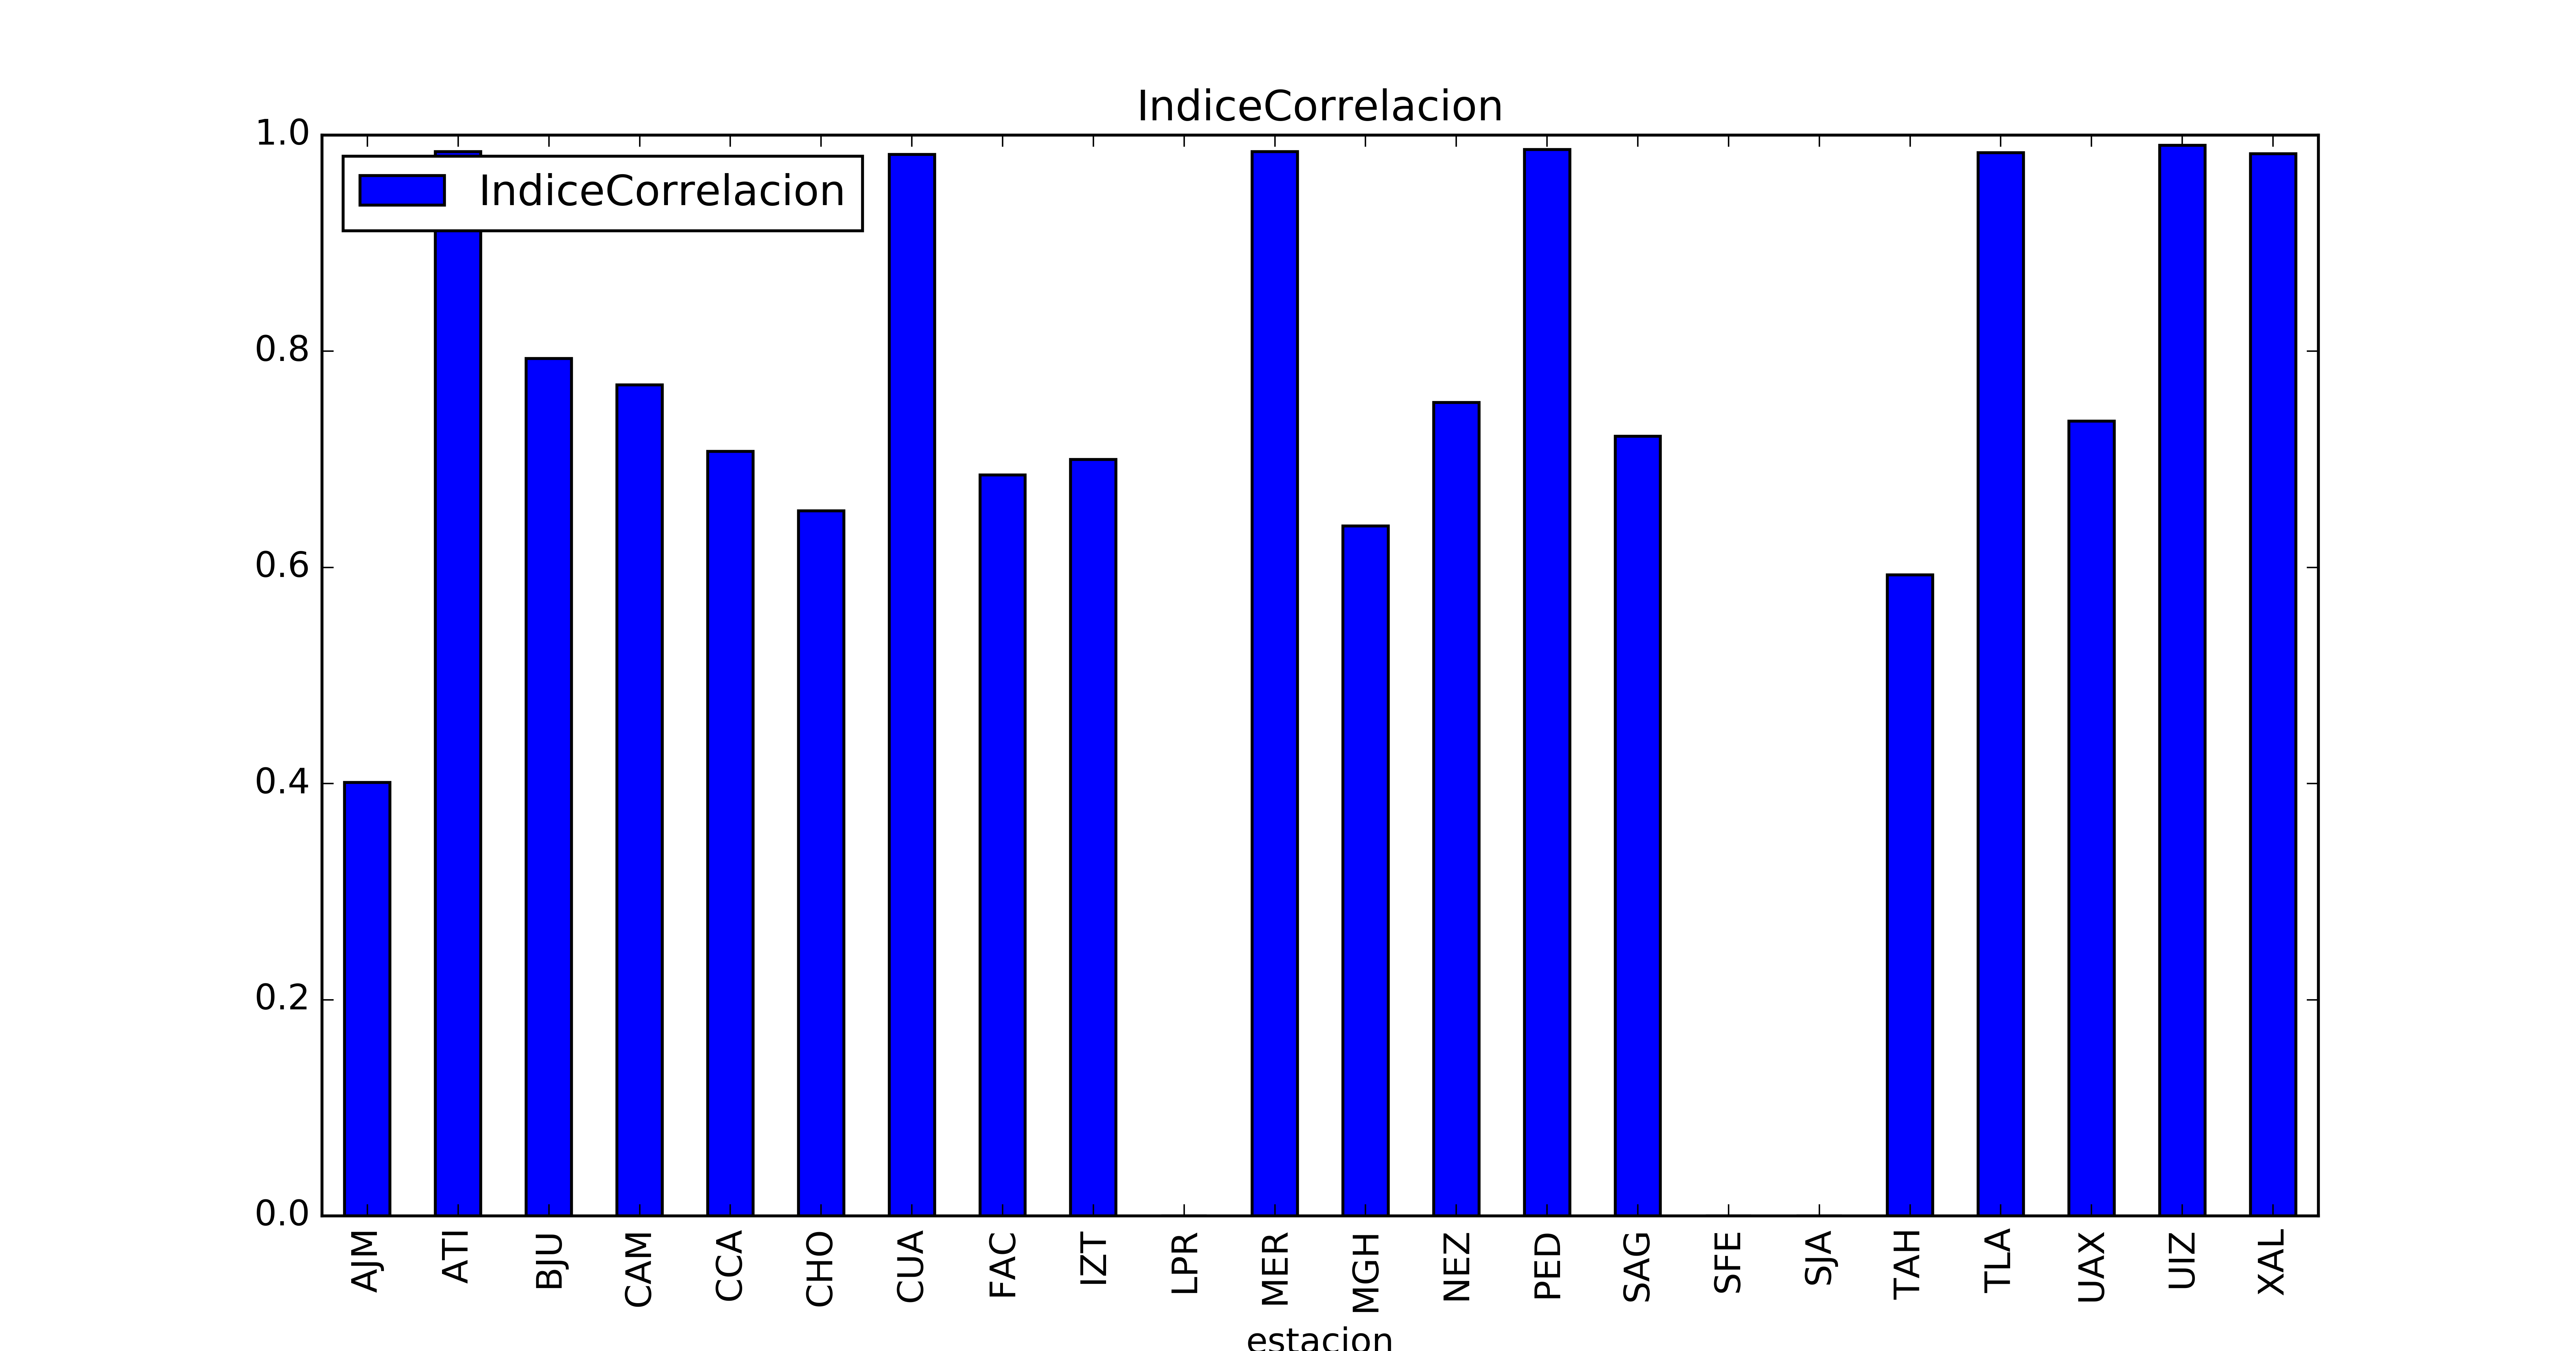 IndiceCorrelacion
1.0
IndiceCorrelacion
0.8
0.6
0.4
0.2
0.0
AJM
ATI
BJU
CAM
CCA
CHO
CUA
FAC
IZT
LPR
MER
MGH
NEZ
PED
SAG
SFE
SJA
TAH
TLA
UAX
UIZ
XAL
estacion